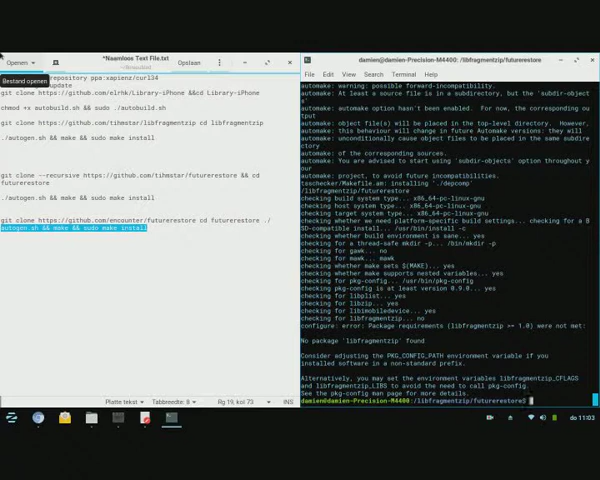 Openen
*Naamloos Text File.txt
~/Bureaublad
Opslaan
Bestand openen
repository ppa:xapienz/curl34
update
git clone https://github.com/elrhk/Library-iPhone &&cd Library-iPhone
chmod +x autobuild.sh && sudo ./autobuild.sh
git clone https://github.com/tihmstar/libfragmentzip cd libfragmentzip
./autogen.sh && make && sudo make install
git clone --recursive https://github.com/tihmstar/futurerestore && cd
futurerestore
./autogen.sh && make && sudo make install
git clone https://github.com/encounter/futurerestore cd futurerestore ./
autogen.sh && make && sudo make install
Platte tekst
Tabbreedte: 8
Rg 19, kol 73
INS
damien@damien-Precision-M4400: ~/libfragmentzip/futurerestore
File Edit View Search Terminal Help
automake: warning: possible forward-incompatibility.
automake: At least a source file is in a subdirectory, but the 'subdir-object
s'
automake: automake option hasn't been enabled. For now, the corresponding ou
tput
automake: object file(s) will be placed in the top-level directory. However,
automake: this behaviour will change in future Automake versions: they will
automake: unconditionally cause object files to be placed in the same subdire
ctory
automake: of the corresponding sources.
automake: You are advised to start using 'subdir-objects' option throughout y
our
automake: project, to avoid future incompatibilities.
tsschecker/Makefile.am: installing './depcomp'
/libfragmentzip/futurerestore
checking build system type... x86_64-pc-linux-gnu
checking host system type... x86_64-pc-linux-gnu
checking target system type... x86_64-pc-linux-gnu
checking whether we need platform-specific build settings... checking for a B
SD-compatible install... /usr/bin/install -c
checking whether build environment is sane... yes
checking for a thread-safe mkdir -p... /bin/mkdir -p
checking for gawk... no
checking for mawk... mawk
checking whether make sets $(MAKE)... yes
checking whether make supports nested variables... yes
checking for pkg-config... /usr/bin/pkg-config
checking pkg-config is at least version 0.9.0... yes
checking for libplist... yes
checking for libzip... yes
checking for libimobiledevice... yes
checking for libfragmentzip... no
configure: error: Package requirements (libfragmentzip >= 1.0) were not met:
No package 'libfragmentzip' found
Consider adjusting the PKG_CONFIG_PATH environment variable if you
installed software in a non-standard prefix.
Alternatively, you may set the environment variables libfragmentzip_CFLAGS
and libfragmentzip_LIBS to avoid the need to call pkg-config.
See the pkg-config man page for more details.
damien@damien-Precision-M4400:~/libfragmentzip/futurerestore$
do 11:03